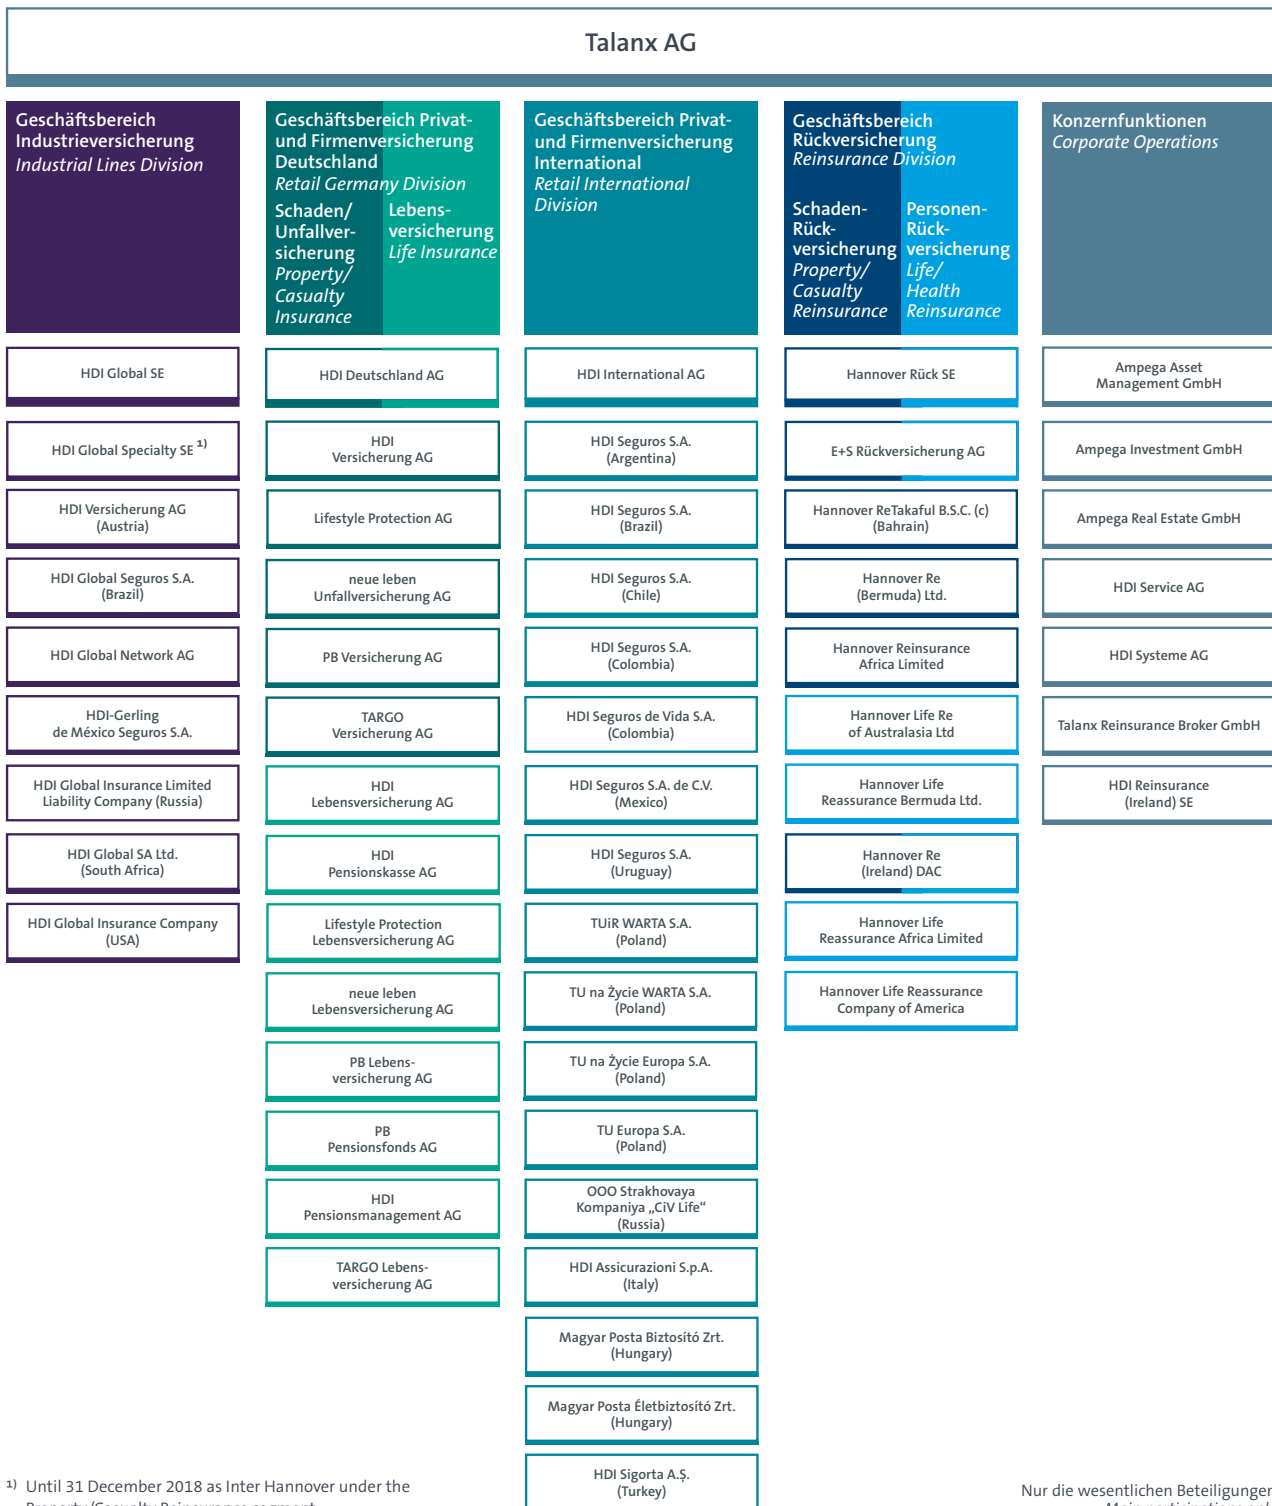 Talanx AG
Geschäftsbereich
Industrieversicherung
Industrial Lines Division
HDI Global SE
HDI Global Specialty SE 1)
HDI Versicherung AG
(Austria)
HDI Global Seguros S.A.
(Brazil)
HDI Global Network AG
HDI-Gerling
de México Seguros S.A.
HDI Global Insurance Limited
Liability Company (Russia)
HDI Global SA Ltd.
(South Africa)
HDI Global Insurance Company
(USA)
Geschäftsbereich Privat-
und Firmenversicherung
Deutschland
Retail Germany Division
Schaden/
Unfallver-
sicherung
Property/
Casualty
Insurance
Lebens-
versicherung
Life Insurance
HDI Deutschland AG
HDI
Versicherung AG
Lifestyle Protection AG
neue leben
Unfallversicherung AG
PB Versicherung AG
TARGO
Versicherung AG
HDI
Lebensversicherung AG
HDI
Pensionskasse AG
Lifestyle Protection
Lebensversicherung AG
neue leben
Lebensversicherung AG
PB Lebens-
versicherung AG
PB
Pensionsfonds AG
HDI
Pensionsmanagement AG
TARGO Lebens-
versicherung AG
Geschäftsbereich Privat-
und Firmenversicherung
International
Retail International
Division
HDI International AG
HDI Seguros S.A.
(Argentina)
HDI Seguros S.A.
(Brazil)
HDI Seguros S.A.
(Chile)
HDI Seguros S.A.
(Colombia)
HDI Seguros de Vida S.A.
(Colombia)
HDI Seguros S.A. de C.V.
(Mexico)
HDI Seguros S.A.
(Uruguay)
TUiR WARTA S.A.
(Poland)
TU na Życie WARTA S.A.
(Poland)
TU na Życie Europa S.A.
(Poland)
TU Europa S.A.
(Poland)
OOO Strakhovaya
Kompaniya „CiV Life“
(Russia)
HDI Assicurazioni S.p.A.
(Italy)
Magyar Posta Biztosító Zrt.
(Hungary)
Magyar Posta Életbiztosító Zrt.
(Hungary)
HDI Sigorta A.Ş.
(Turkey)
Geschäftsbereich
Rückversicherung
Reinsurance Division
Schaden-
Rück-
versicherung
Property/
Casualty
Reinsurance
Personen-
Rück-
versicherung
Life/
Health
Reinsurance
Hannover Rück SE
E+S Rückversicherung AG
Hannover ReTakaful B.S.C. (c)
(Bahrain)
Hannover Re
(Bermuda) Ltd.
Hannover Reinsurance
Africa Limited
Hannover Life Re
of Australasia Ltd
Hannover Life
Reassurance Bermuda Ltd.
Hannover Re
(Ireland) DAC
Hannover Life
Reassurance Africa Limited
Hannover Life Reassurance
Company of America
Konzernfunktionen
Corporate Operations
Ampega Asset
Management GmbH
Ampega Investment GmbH
Ampega Real Estate GmbH
HDI Service AG
HDI Systeme AG
Talanx Reinsurance Broker GmbH
HDI Reinsurance
(Ireland) SE
1) Until 31 December 2018 as Inter Hannover under the
Property/Casualty Reinsurance segment
Nur die wesentlichen Beteiligungen
Main participations